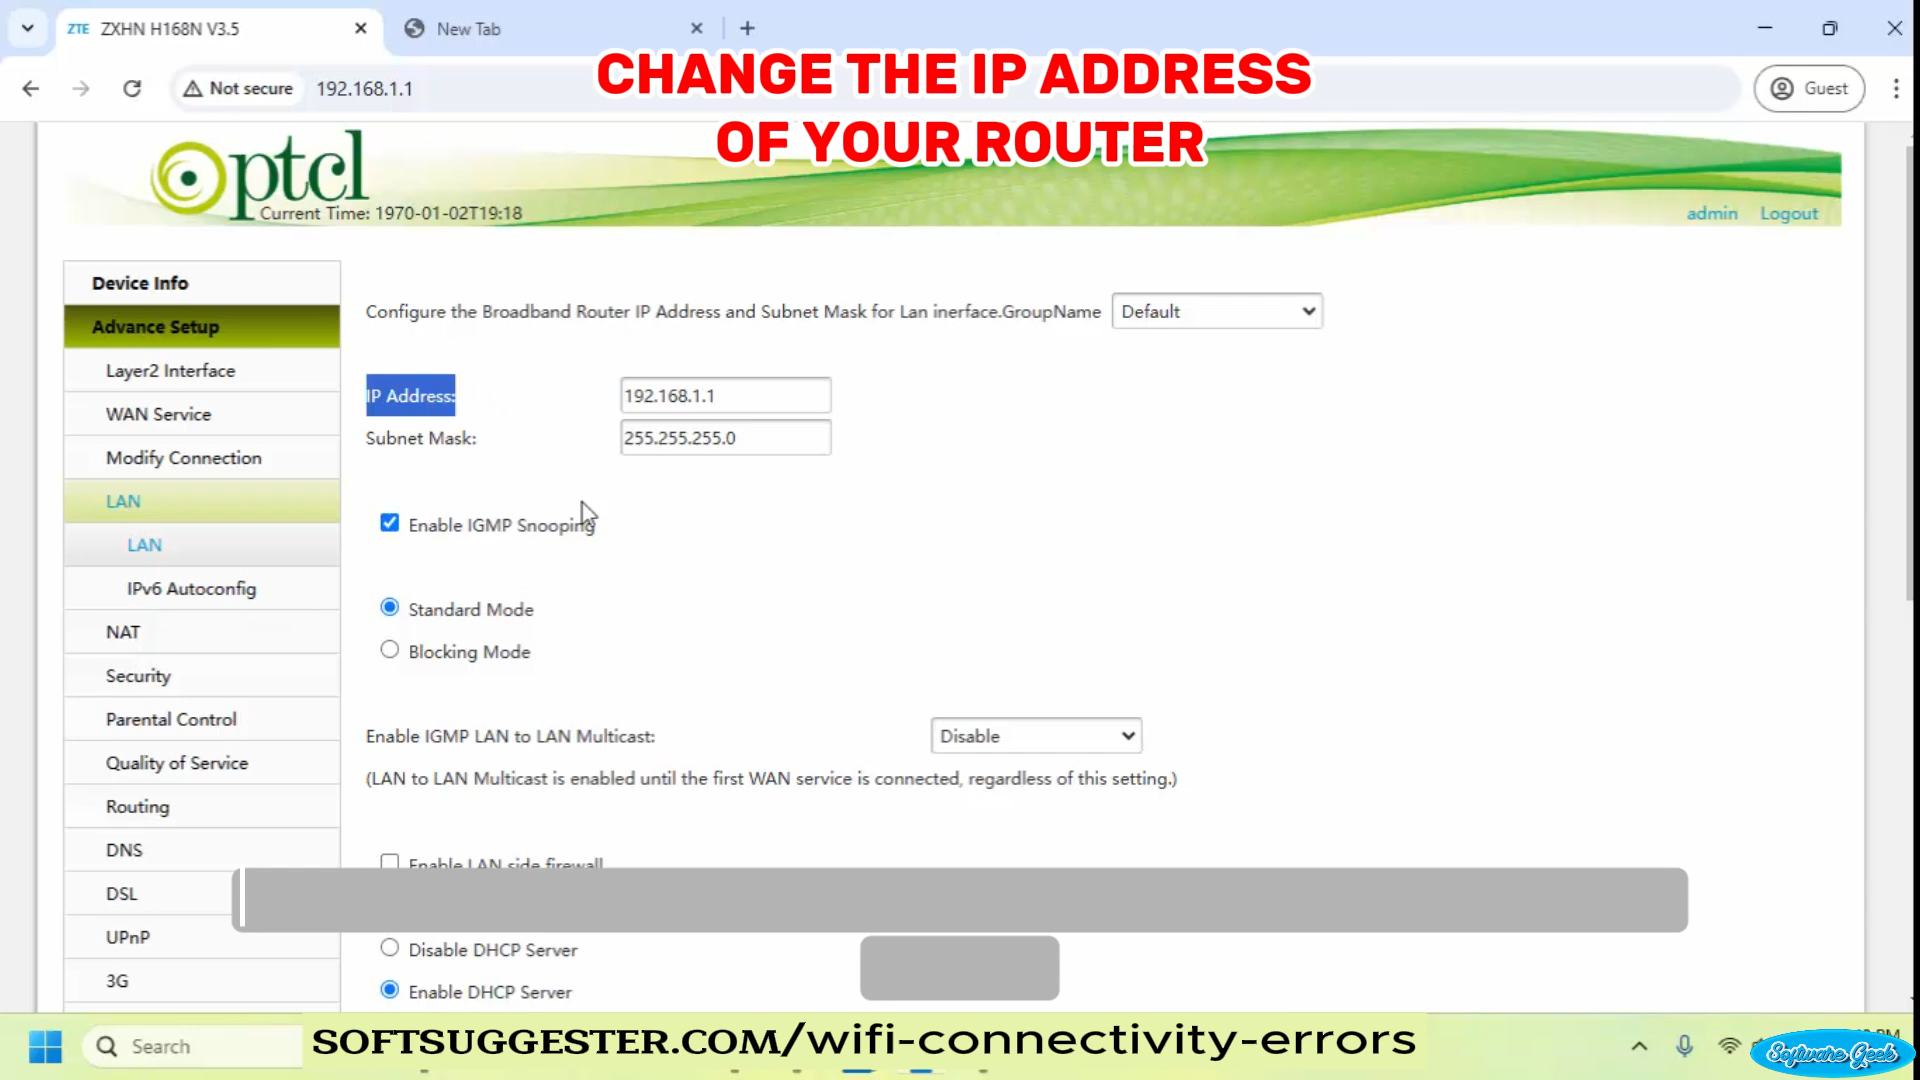 ZTE ZXHN H168N V3.5
New Tab
Not secure 192.168.1.1
Guest
CHANGE THE IP ADDRESS
OF YOUR ROUTER
ptcl
Current Time: 1970-01-02T19:18
admin Logout
Device Info
Advance Setup
Layer2 Interface
WAN Service
Modify Connection
LAN
LAN
IPv6 Autoconfig
NAT
Security
Parental Control
Quality of Service
Routing
DNS
DSL
UPnP
3G
Configure the Broadband Router IP Address and Subnet Mask for Lan inerface.GroupName Default
IP Address: 192.168.1.1
Subnet Mask: 255.255.255.0
Enable IGMP Snooping
Standard Mode
Blocking Mode
Enable IGMP LAN to LAN Multicast: Disable
(LAN to LAN Multicast is enabled until the first WAN service is connected, regardless of this setting.)
Enable LAN side firewall
Disable DHCP Server
Enable DHCP Server
Search
SOFTSUGGESTER.COM/wifi-connectivity-errors
PM
Software Geek